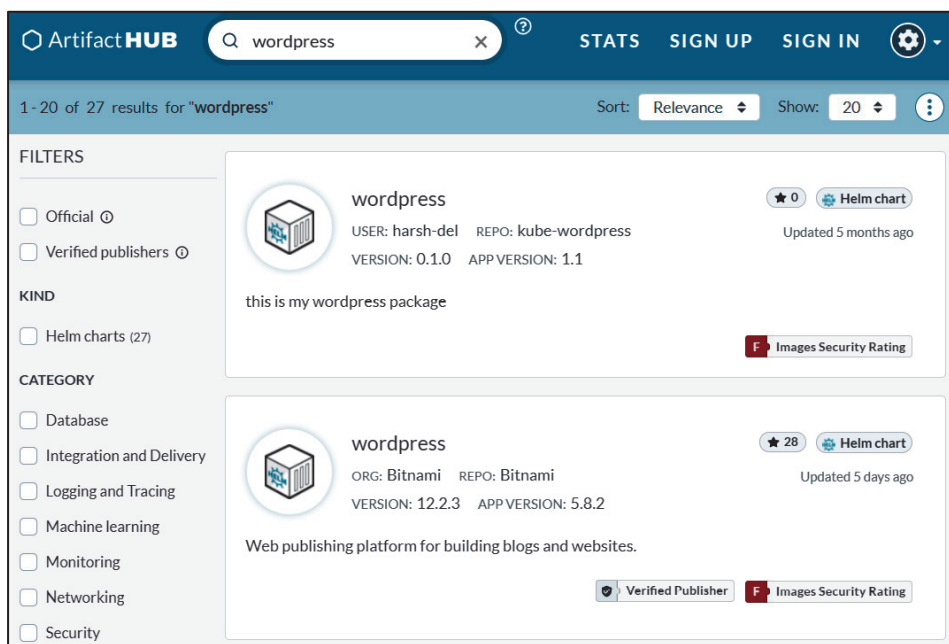 Artifact HUB
wordpress
STATS SIGN UP SIGN IN
1 - 20 of 27 results for "wordpress"
Sort: Relevance Show: 20
FILTERS
Official
Verified publishers
KIND
Helm charts (27)
CATEGORY
Database
Integration and Delivery
Logging and Tracing
Machine learning
Monitoring
Networking
Security
wordpress
0 Helm chart
USER: harsh-del REPO: kube-wordpress
Updated 5 months ago
VERSION: 0.1.0 APP VERSION: 1.1
this is my wordpress package
F Images Security Rating
wordpress
28 Helm chart
ORG: Bitnami REPO: Bitnami
Updated 5 days ago
VERSION: 12.2.3 APP VERSION: 5.8.2
Web publishing platform for building blogs and websites.
Verified Publisher F Images Security Rating